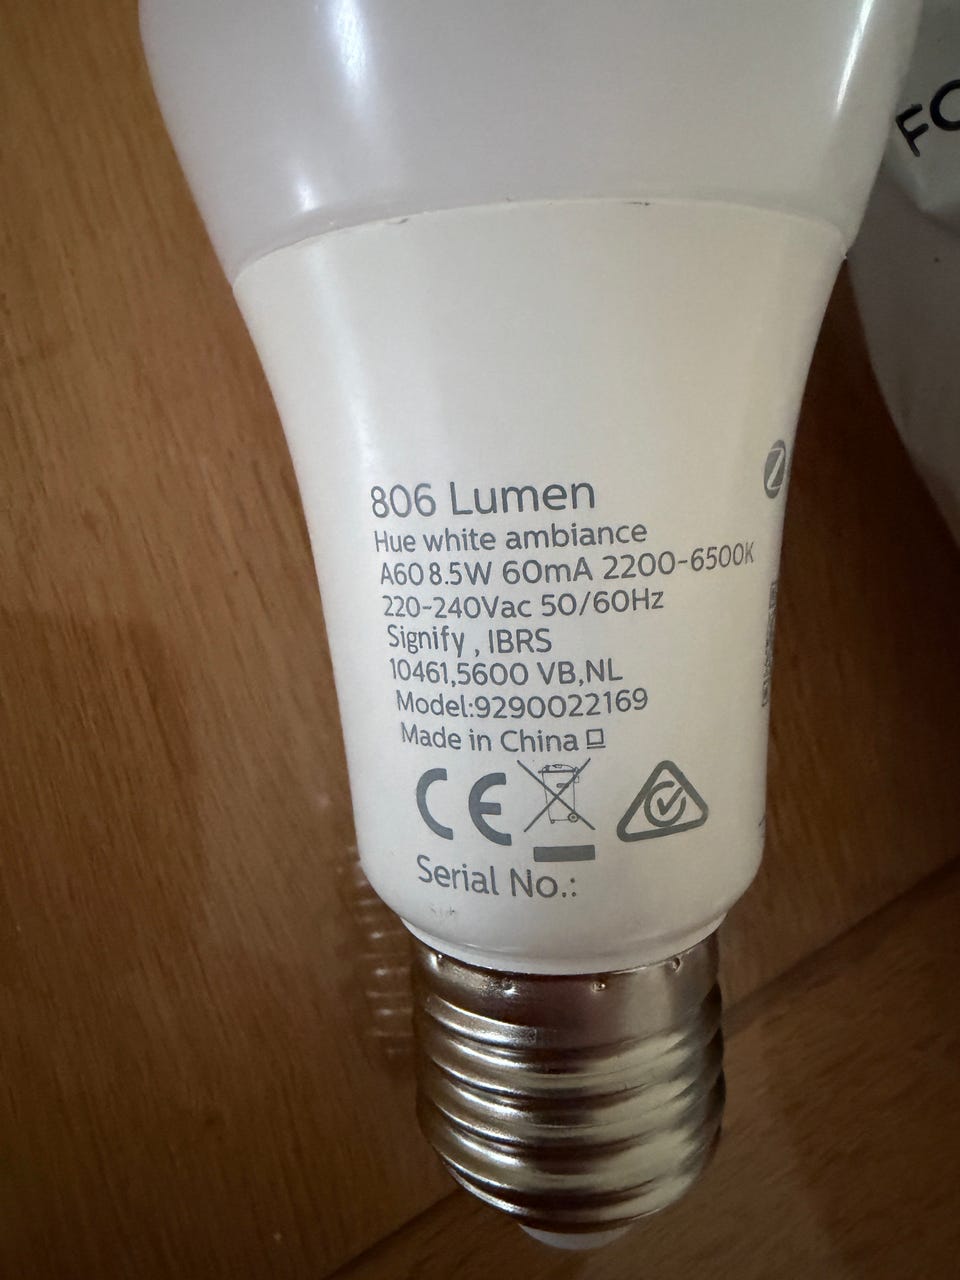 FO
806 Lumen
Hue white ambiance
A60 8.5W 60mA 2200-6500K
220-240Vac 50/60Hz
Signify , IBRS
10461,5600 VB,NL
Model:9290022169
Made in China
CE
Serial No.: